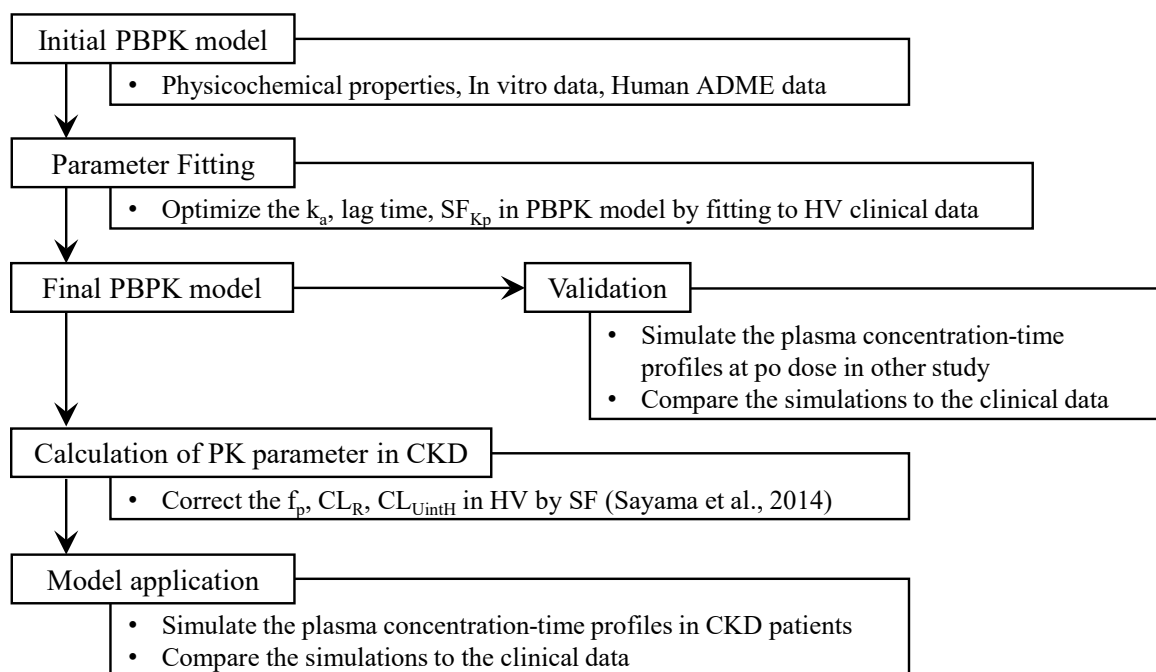 Initial PBPK model
• Physicochemical properties, In vitro data, Human ADME data
Parameter Fitting
• Optimize the kₐ, lag time, SF_Kp in PBPK model by fitting to HV clinical data
Final PBPK model
Validation
• Simulate the plasma concentration-time
profiles at po dose in other study
• Compare the simulations to the clinical data
Calculation of PK parameter in CKD
• Correct the f_p, CL_R, CL_UintH in HV by SF (Sayama et al., 2014)
Model application
• Simulate the plasma concentration-time profiles in CKD patients
• Compare the simulations to the clinical data